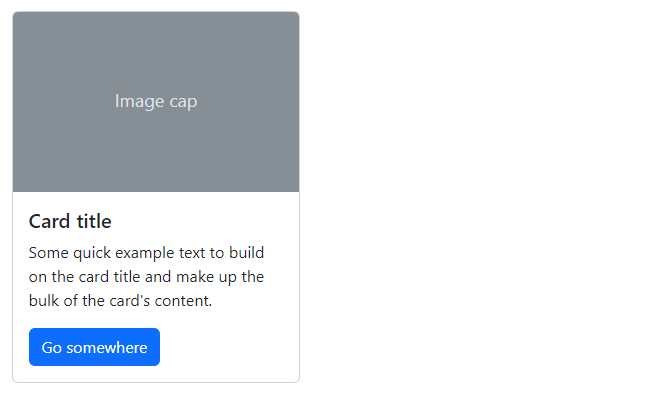 Image cap
Card title
Some quick example text to build
on the card title and make up the
bulk of the card's content.
Go somewhere